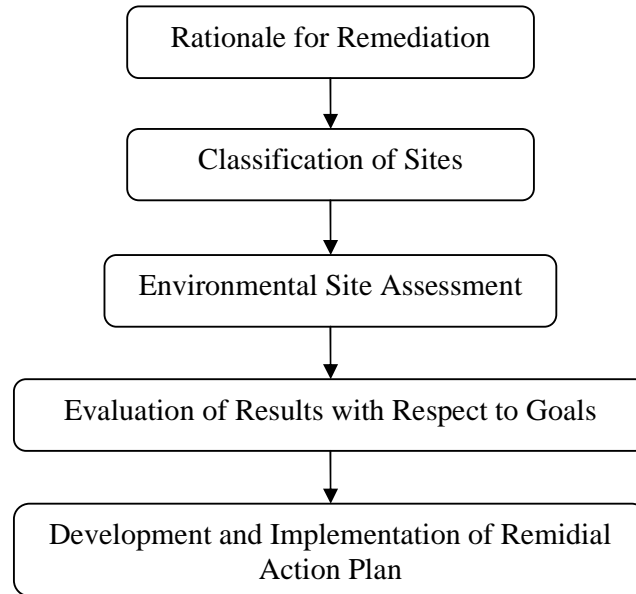 Rationale for Remediation
Classification of Sites
Environmental Site Assessment
Evaluation of Results with Respect to Goals
Development and Implementation of Remidial
Action Plan